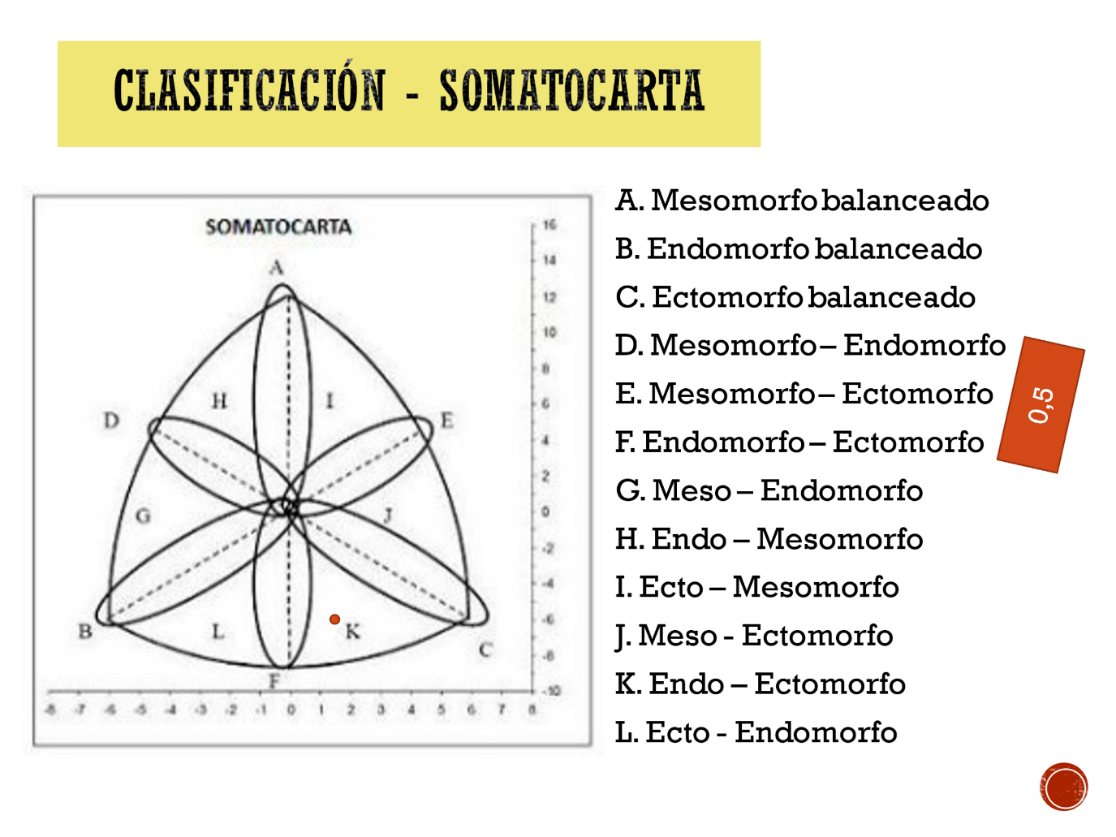 CLASIFICACIÓN - SOMATOCARTA
SOMATOCARTA
A
H
I
D
E
G
J
B
L
K
C
F
16
14
12
10
8
6
4
2
0
-2
-4
-6
-8
-10
-8 -7 -6 -5 -4 -3 -2 -1 0 1 2 3 4 5 6 7 8
A. Mesomorfo balanceado
B. Endomorfo balanceado
C. Ectomorfo balanceado
D. Mesomorfo – Endomorfo
E. Mesomorfo – Ectomorfo
F. Endomorfo – Ectomorfo
G. Meso – Endomorfo
H. Endo – Mesomorfo
I. Ecto – Mesomorfo
J. Meso - Ectomorfo
K. Endo – Ectomorfo
L. Ecto - Endomorfo
0,5